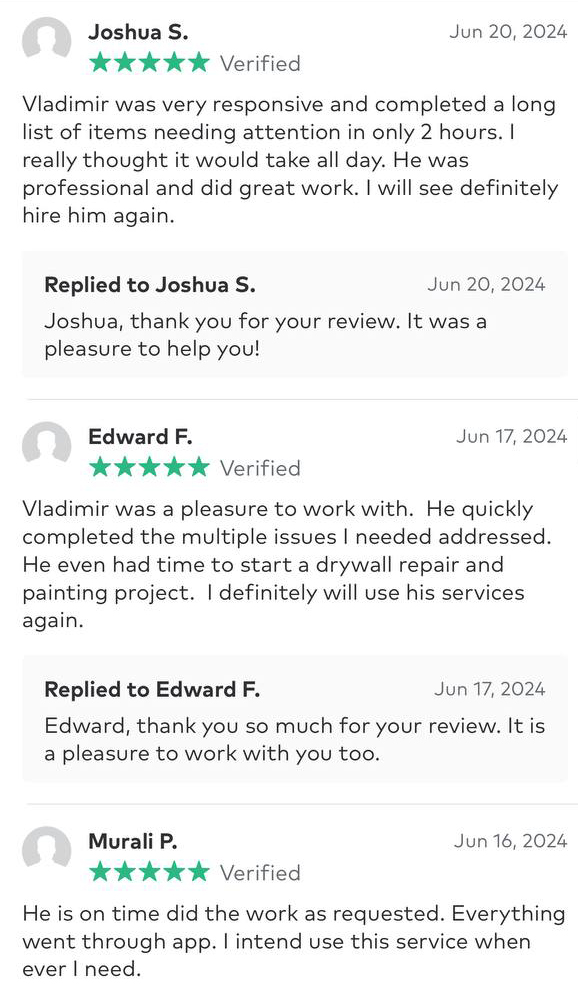 Joshua S.
Jun 20, 2024
Verified
Vladimir was very responsive and completed a long
list of items needing attention in only 2 hours. I
really thought it would take all day. He was
professional and did great work. I will see definitely
hire him again.
Replied to Joshua S.
Jun 20, 2024
Joshua, thank you for your review. It was a
pleasure to help you!
Edward F.
Jun 17, 2024
Verified
Vladimir was a pleasure to work with.  He quickly
completed the multiple issues I needed addressed.
He even had time to start a drywall repair and
painting project.  I definitely will use his services
again.
Replied to Edward F.
Jun 17, 2024
Edward, thank you so much for your review. It is
a pleasure to work with you too.
Murali P.
Jun 16, 2024
Verified
He is on time did the work as requested. Everything
went through app. I intend use this service when
ever I need.